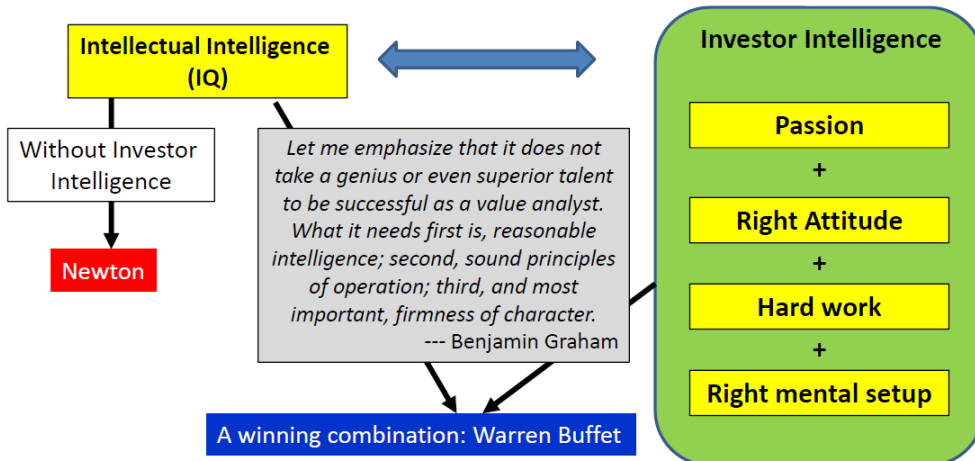 Intellectual Intelligence
(IQ)
Without Investor
Intelligence
Newton
Let me emphasize that it does not
take a genius or even superior talent
to be successful as a value analyst.
What it needs first is, reasonable
intelligence; second, sound principles
of operation; third, and most
important, firmness of character.
--- Benjamin Graham
A winning combination: Warren Buffet
Investor Intelligence
Passion
+
Right Attitude
+
Hard work
+
Right mental setup